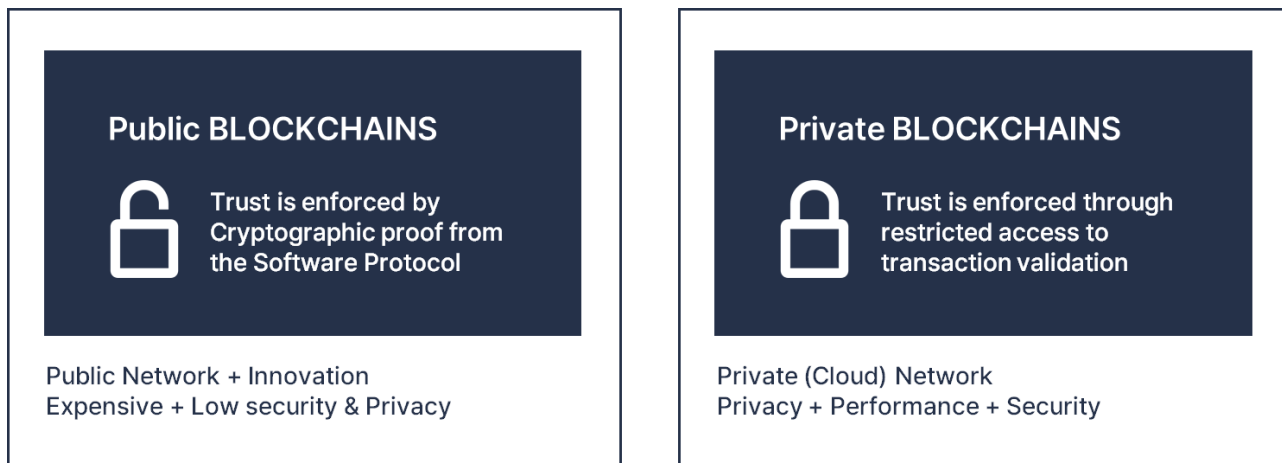 Public BLOCKCHAINS
Trust is enforced by
Cryptographic proof from
the Software Protocol
Public Network + Innovation
Expensive + Low security & Privacy
Private BLOCKCHAINS
Trust is enforced through
restricted access to
transaction validation
Private (Cloud) Network
Privacy + Performance + Security